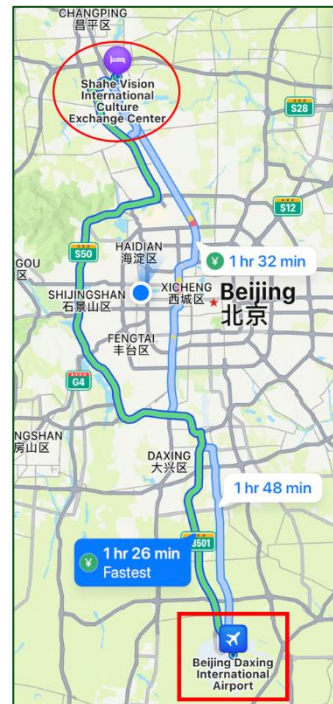 CHANGPING
昌平区
Shahe Vision
International
Culture
Exchange Center
S28
S12
HAIDIAN
海淀区
1 hr 32 min
S50
GOU
区
XICHENG
西城区
Beijing
北京
SHIJINGSHAN
石景山区
FENGTAI
丰台区
G4
NGSHAN
房山区
DAXING
大兴区
1 hr 48 min
1 hr 26 min
Fastest
Beijing Daxing
International
Airport